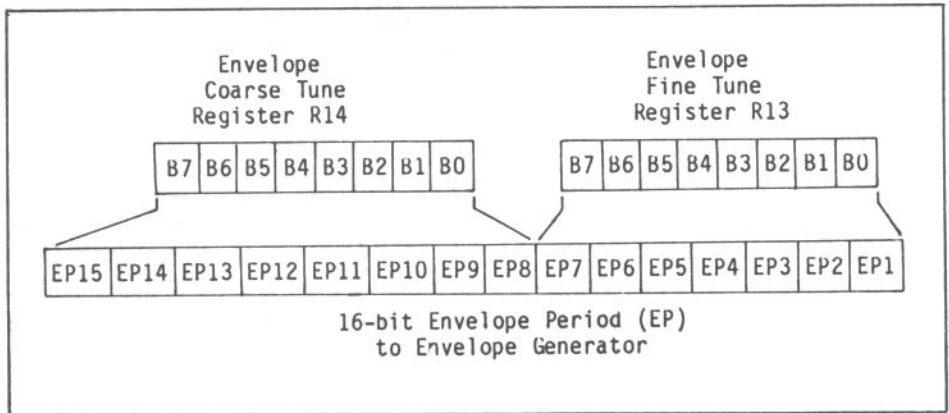 Envelope
Coarse Tune
Register R14
Envelope
Fine Tune
Register R13
B7 B6 B5 B4 B3 B2 B1 B0
B7 B6 B5 B4 B3 B2 B1 B0
EP15 EP14 EP13 EP12 EP11 EP10 EP9 EP8 EP7 EP6 EP5 EP4 EP3 EP2 EP1
16-bit Envelope Period (EP)
to Envelope Generator